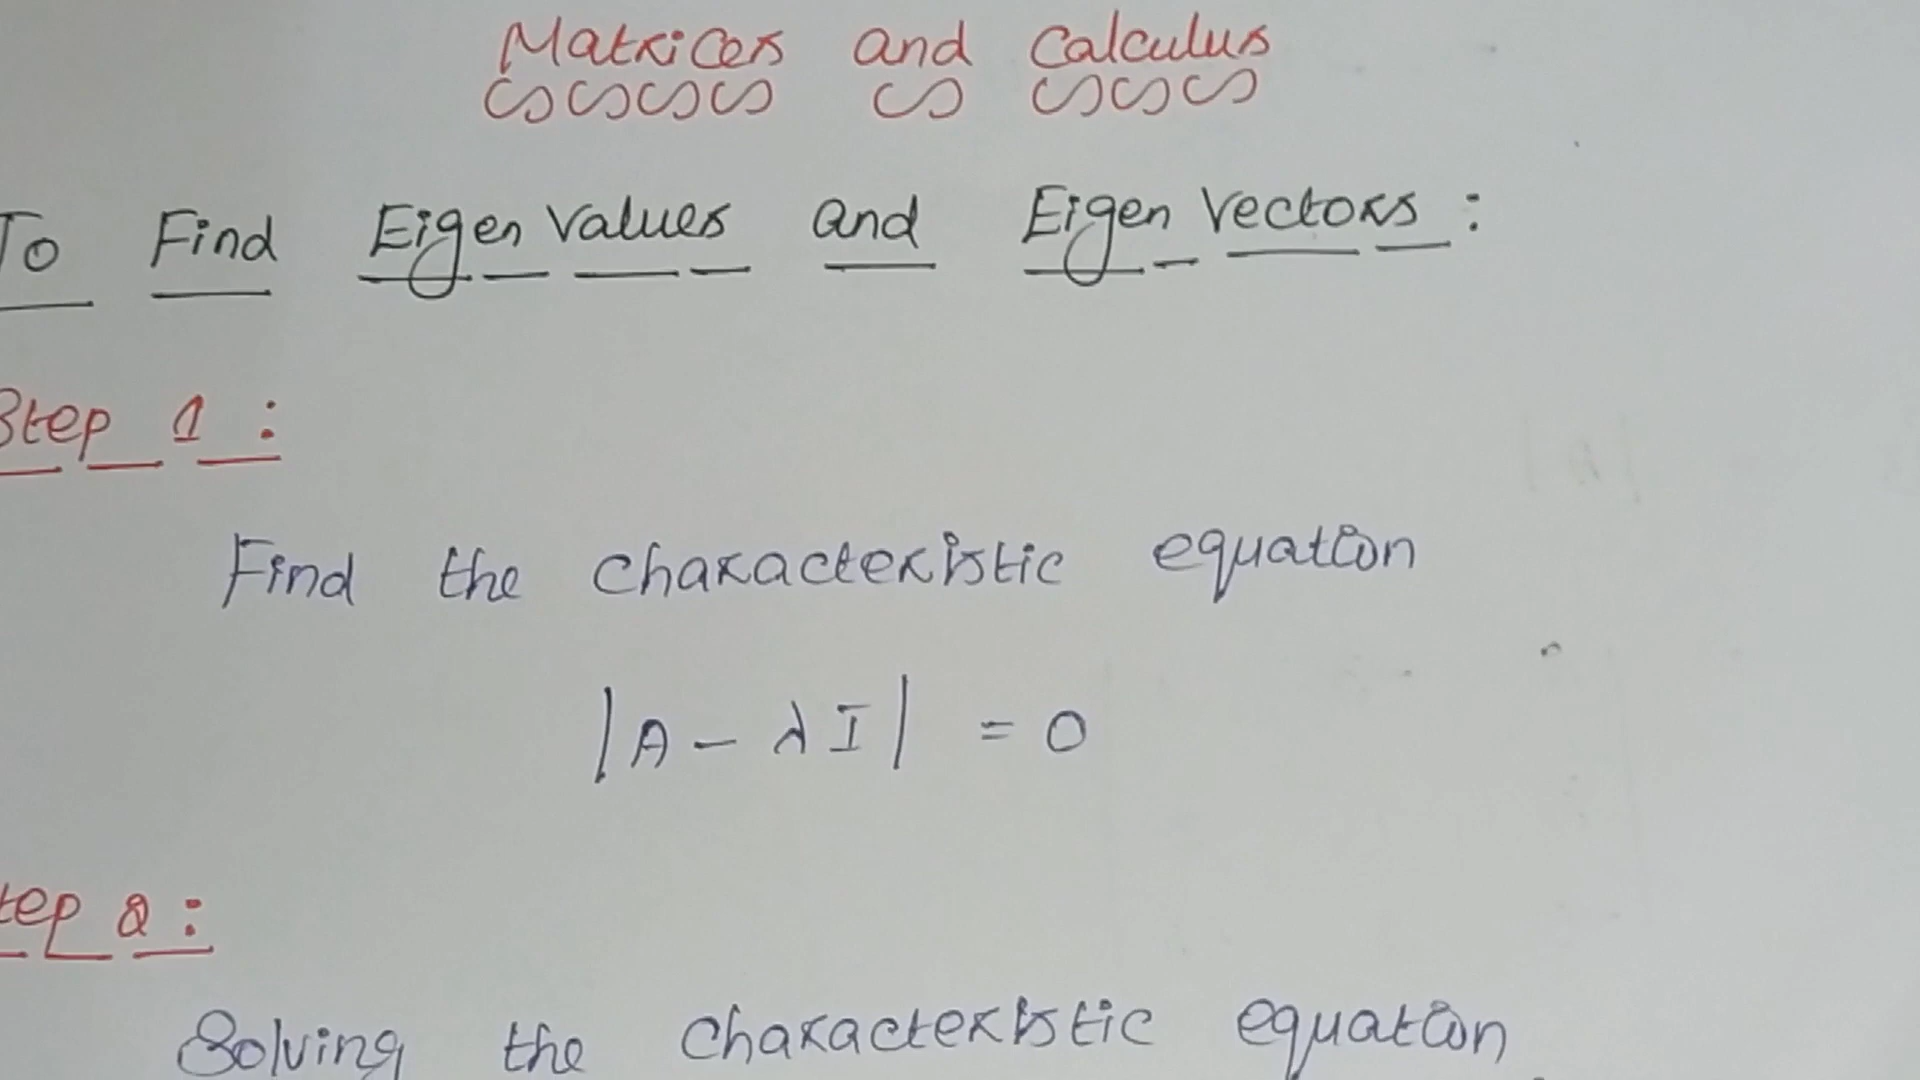 Matrices and Calculus
To Find Eigen Values and Eigen Vectors :
Step 1 :
Find the characteristic equation
|A - λI| = 0
tep 2 :
Solving the characteristic equation